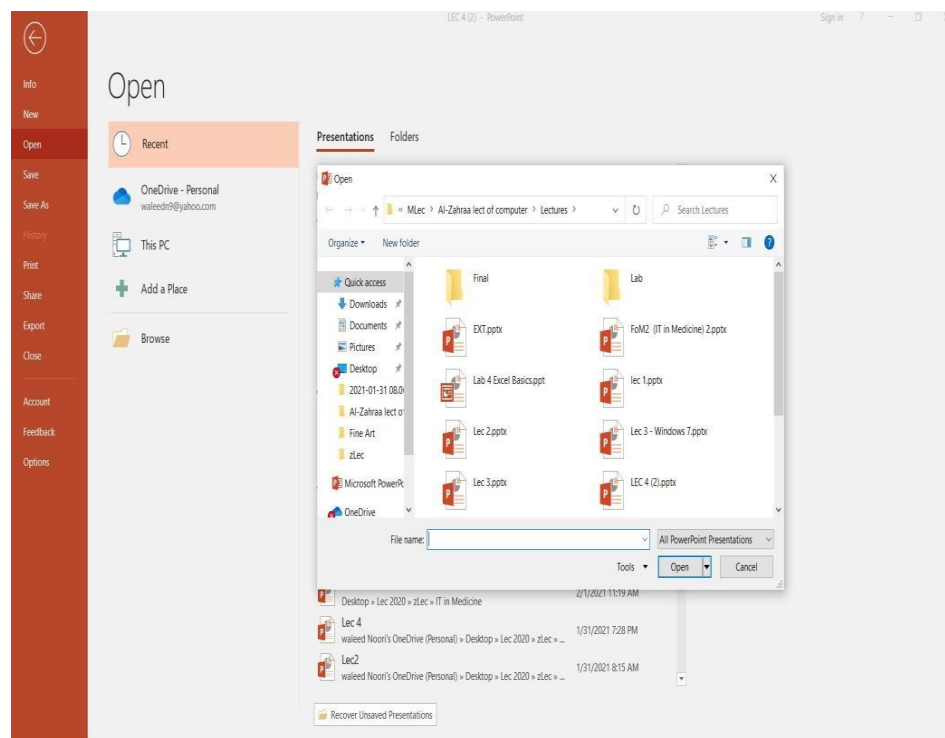 LEC 4 (2) - PowerPoint
Sign in ?
Info
New
Open
Save
Save As
History
Print
Share
Export
Close
Account
Feedback
Options
Open
Recent
OneDrive - Personal
waleedn9@yahoo.com
This PC
Add a Place
Browse
Presentations Folders
Open
« MLec > Al-Zahraa lect of computer > Lectures >
Search Lectures
Organize New folder
Quick access
Downloads
Documents
Pictures
Desktop
2021-01-31 08.0
Al-Zahraa lect o
Fine Art
zLec
Microsoft PowerPo
OneDrive
Final Lab
EXT.pptx FoM2 (IT in Medicine) 2.pptx
Lab 4 Excel Basics.ppt lec 1.pptx
Lec 2.pptx Lec 3 - Windows 7.pptx
Lec 3.pptx LEC 4 (2).pptx
File name: All PowerPoint Presentations
Tools Open Cancel
Desktop » Lec 2020 » zLec » IT in Medicine 2/1/2021 11:19 AM
Lec 4
waleed Noori's OneDrive (Personal) » Desktop » Lec 2020 » zLec » ... 1/31/2021 7:28 PM
Lec2
waleed Noori's OneDrive (Personal) » Desktop » Lec 2020 » zLec » ... 1/31/2021 8:15 AM
Recover Unsaved Presentations